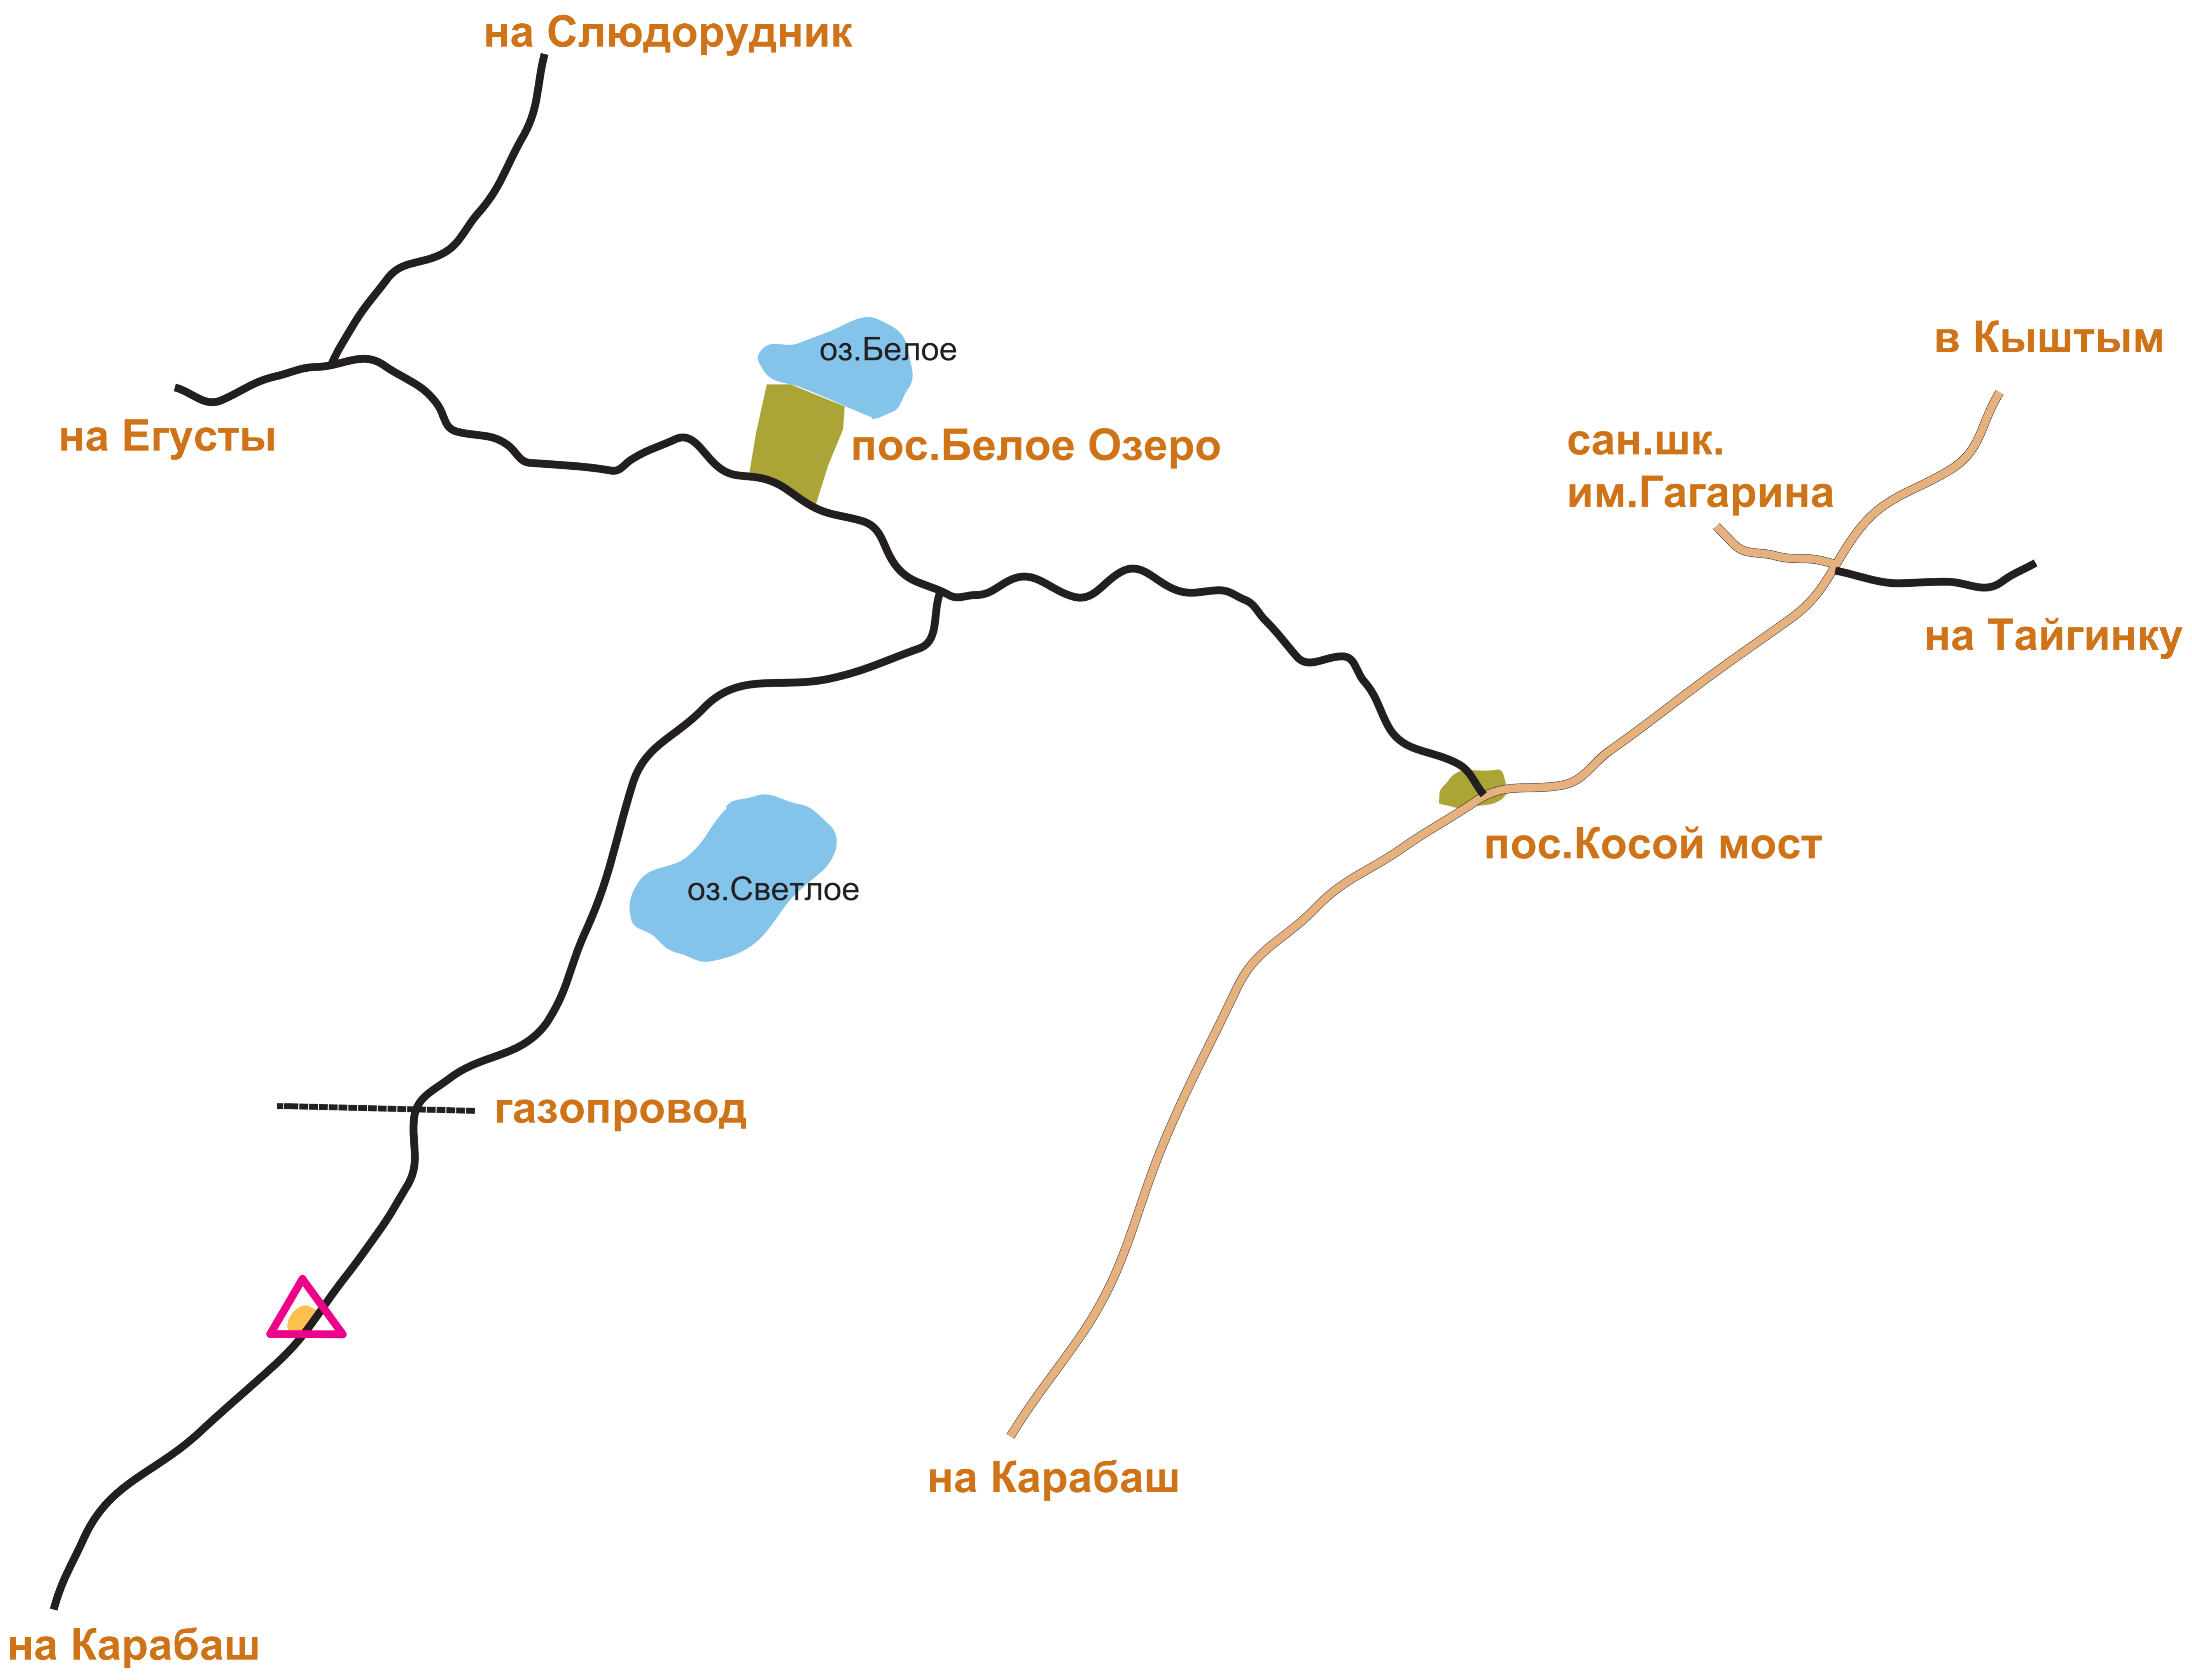 на Слюдорудник
в Кыштым
оз.Белое
на Егусты
пос.Белое Озеро
сан.шк.
им.Гагарина
на Тайгинку
пос.Косой мост
оз.Светлое
газопровод
на Карабаш
на Карабаш